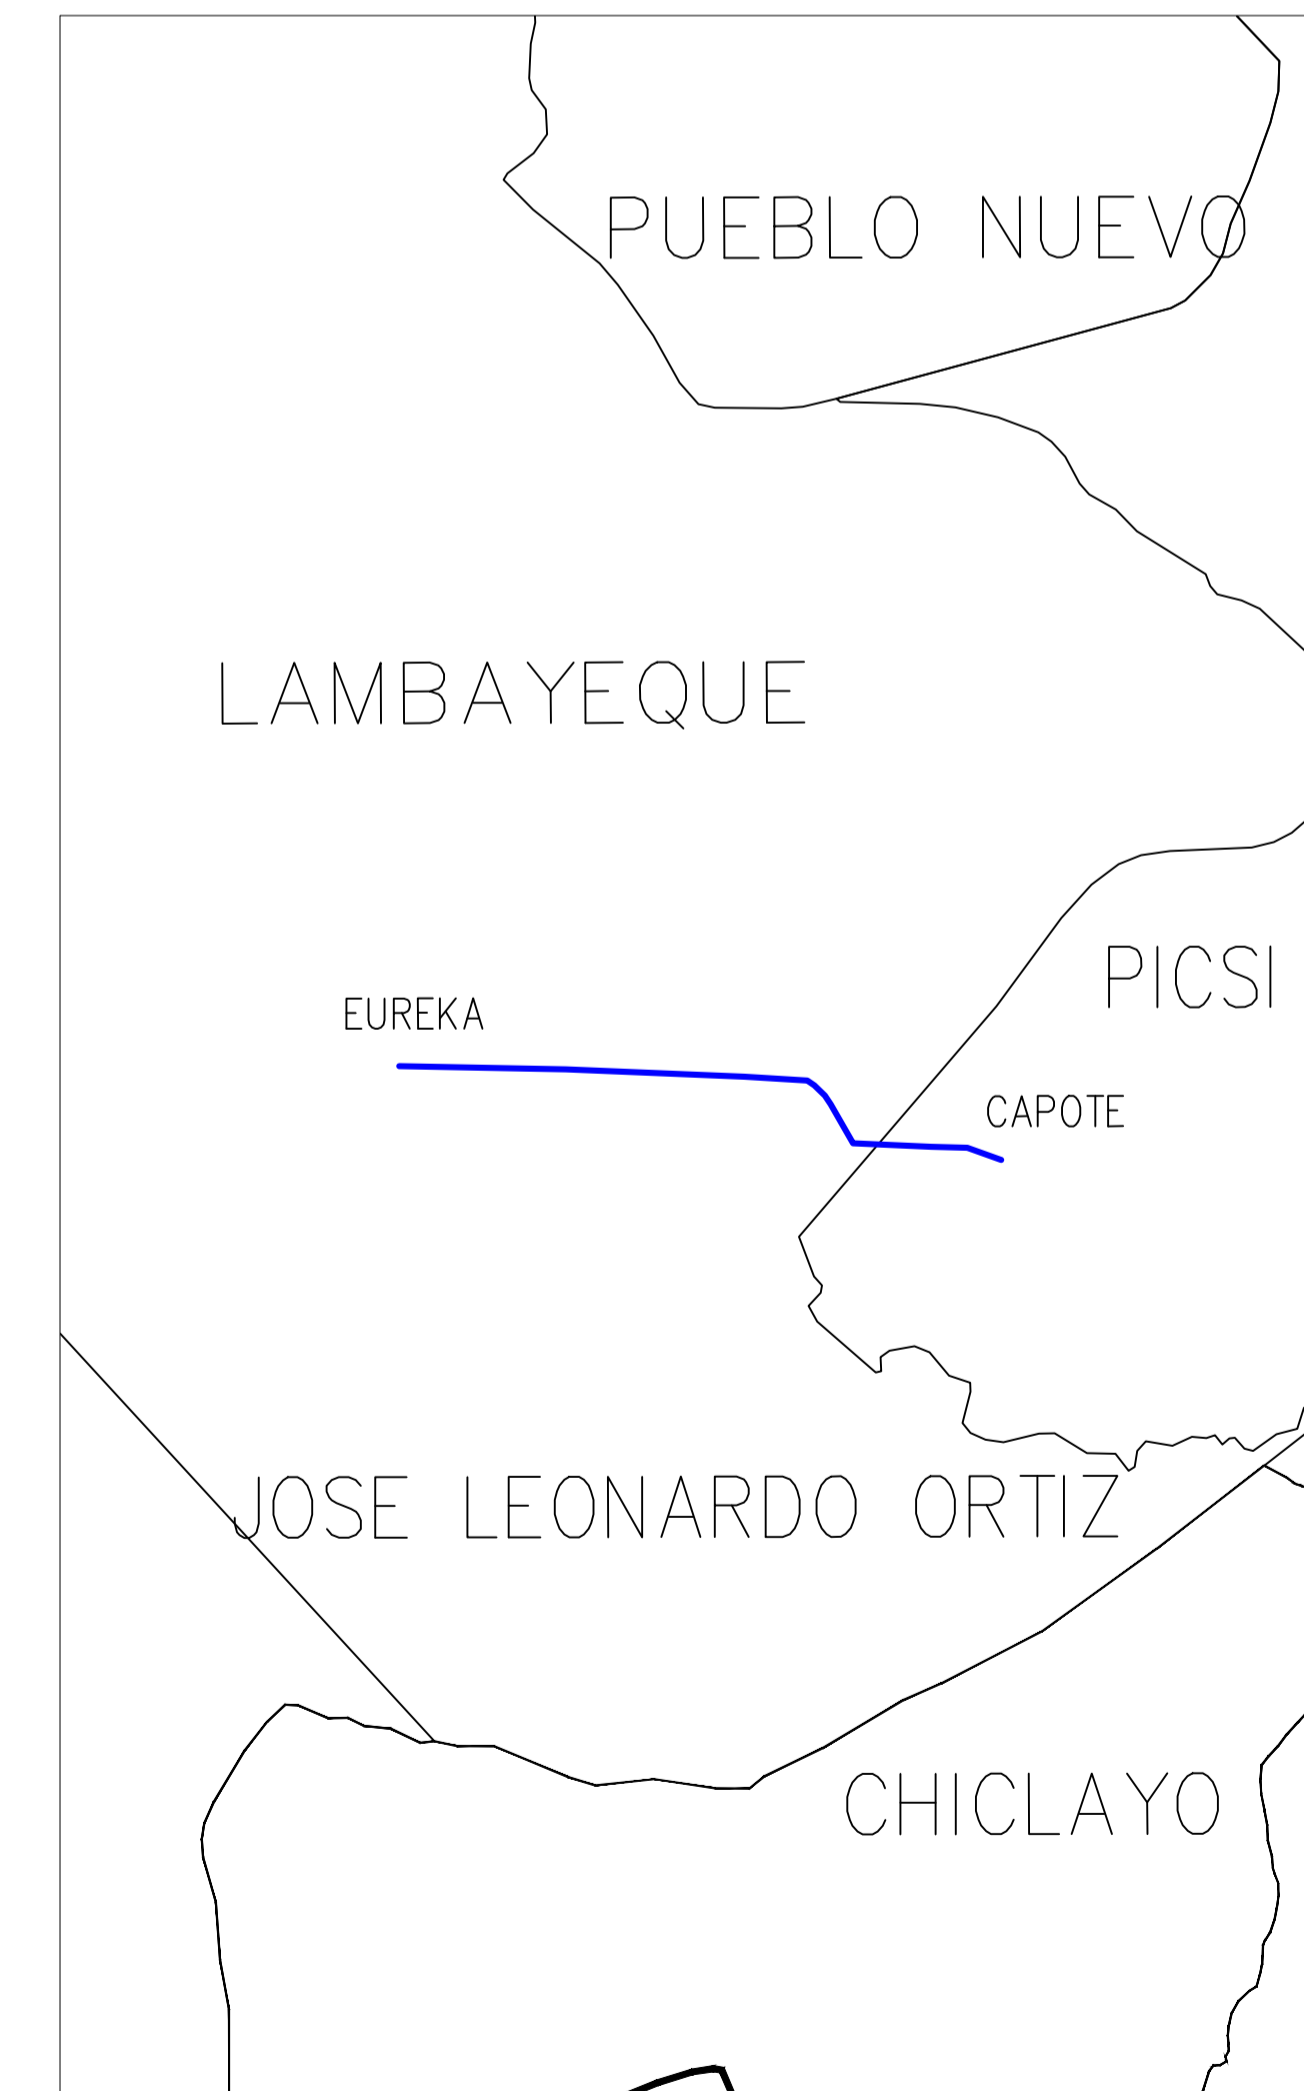 PUEBLO NUEVO
LAMBAYEQUE
PICSI
EUREKA
CAPOTE
JOSE LEONARDO ORTIZ
CHICLAYO